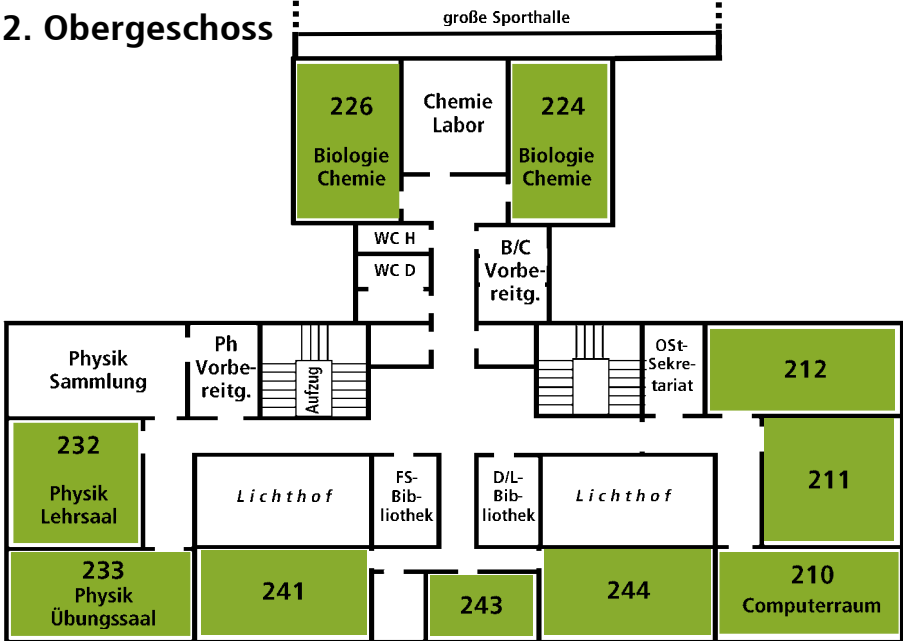 große Sporthalle
2. Obergeschoss
226
Biologie
Chemie
Chemie
Labor
224
Biologie
Chemie
WC H
WC D
B/C
Vorbe-
reitg.
Physik
Sammlung
Ph
Vorbe-
reitg.
Aufzug
OSt-
Sekre-
tariat
212
232
Physik
Lehrsaal
Lichthof
FS-
Bib-
liothek
D/L-
Bib-
liothek
Lichthof
211
233
Physik
Übungssaal
241
243
244
210
Computerraum